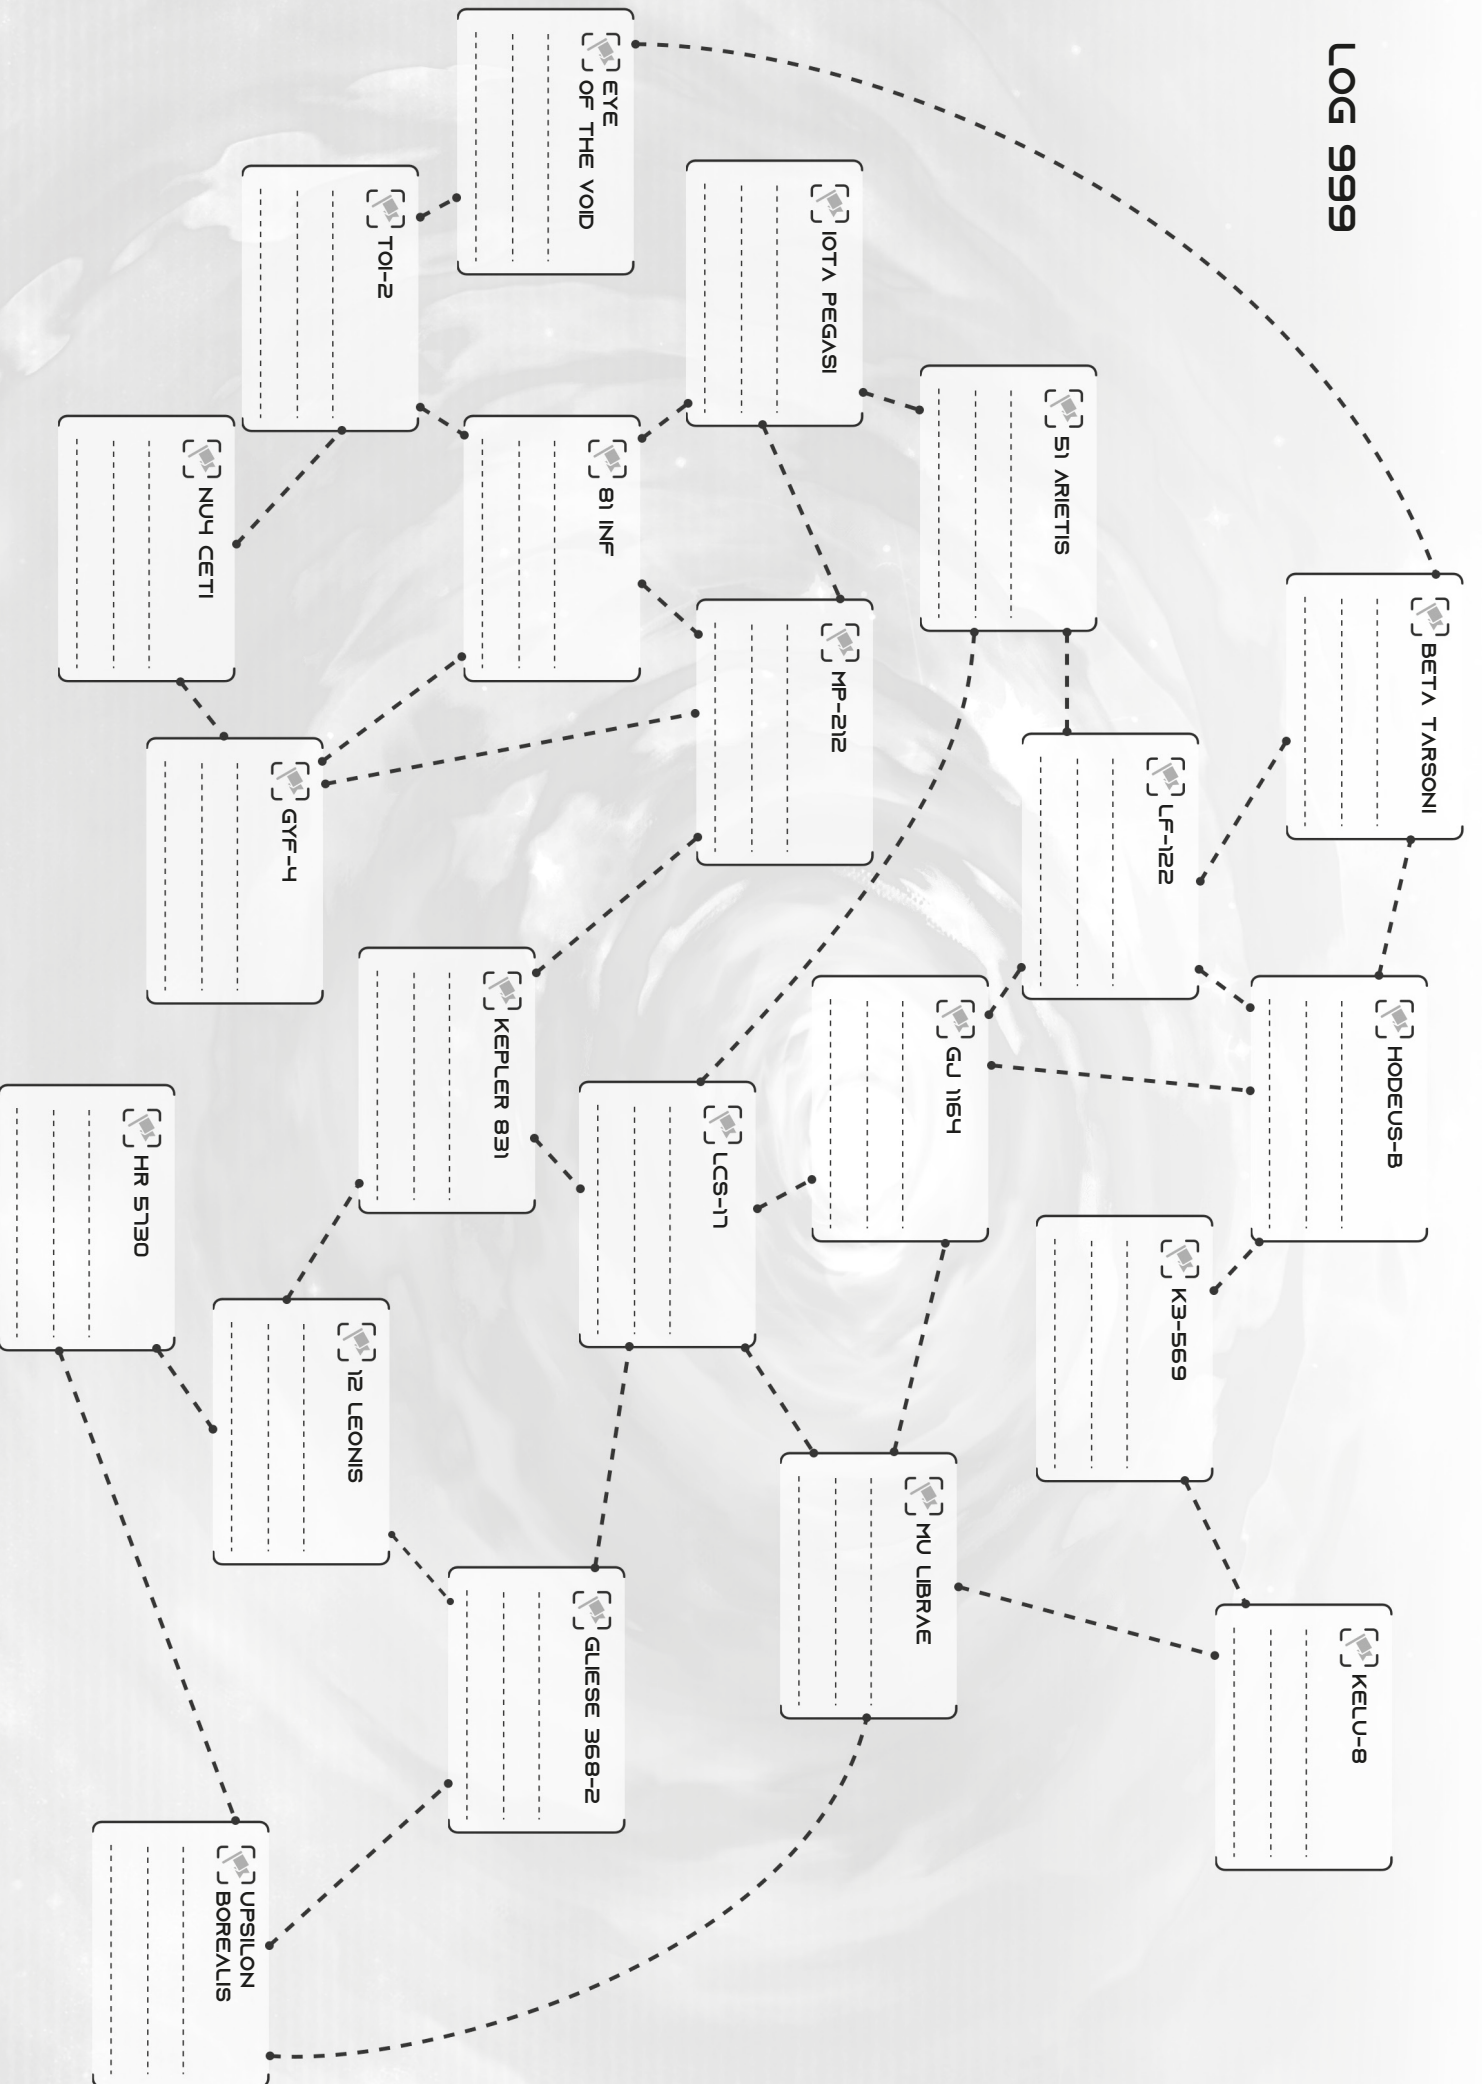 LOG 999
BETA TARSONI
HODEUS-B
KELU-8
51 ARIETIS
LF-122
K3-569
IOTA PEGASI
MP-212
GJ 1164
MU LIBRAE
EYE
OF THE VOID
81 INF
LCS-17
GLIESE 368-2
TOI-2
KEPLER 831
12 LEONIS
NU4 CETI
GYF-4
HR 5730
UPSILON
BOREALIS